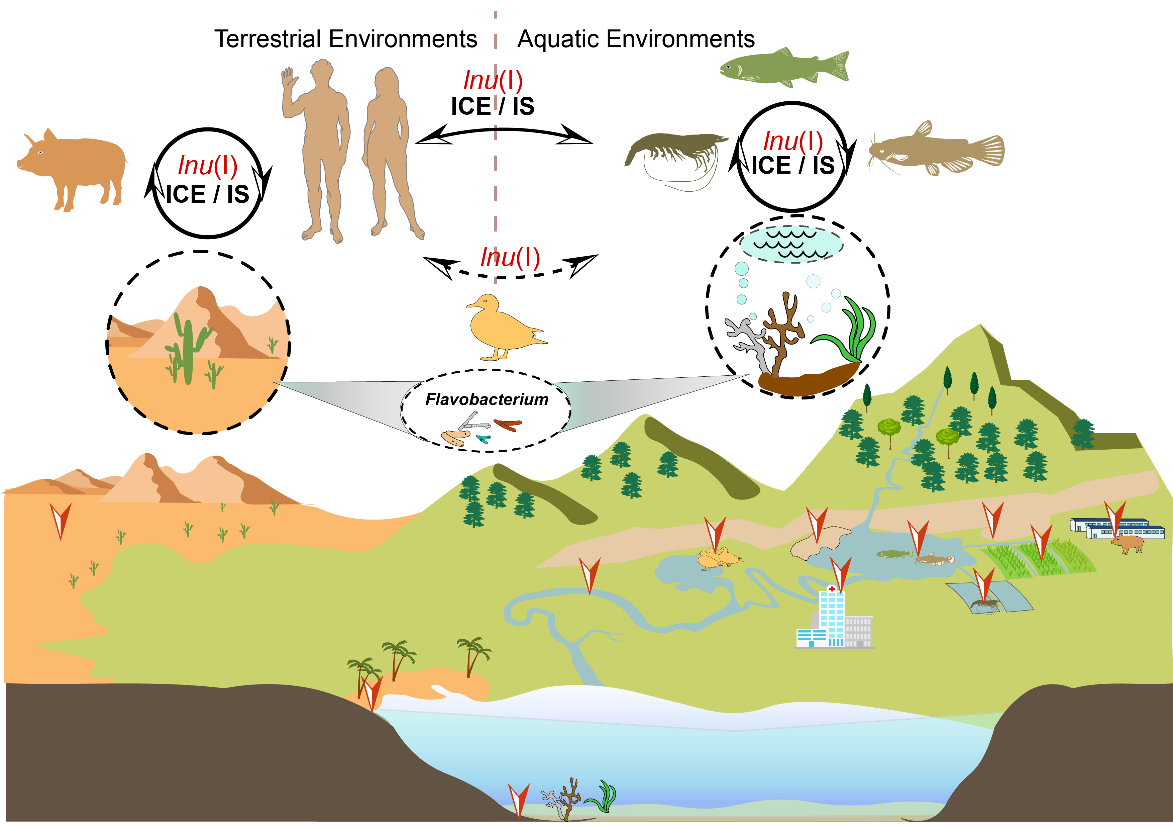 Terrestrial Environments
Aquatic Environments
lnu(I)
ICE / IS
lnu(I)
ICE / IS
lnu(I)
ICE / IS
lnu(I)
Flavobacterium